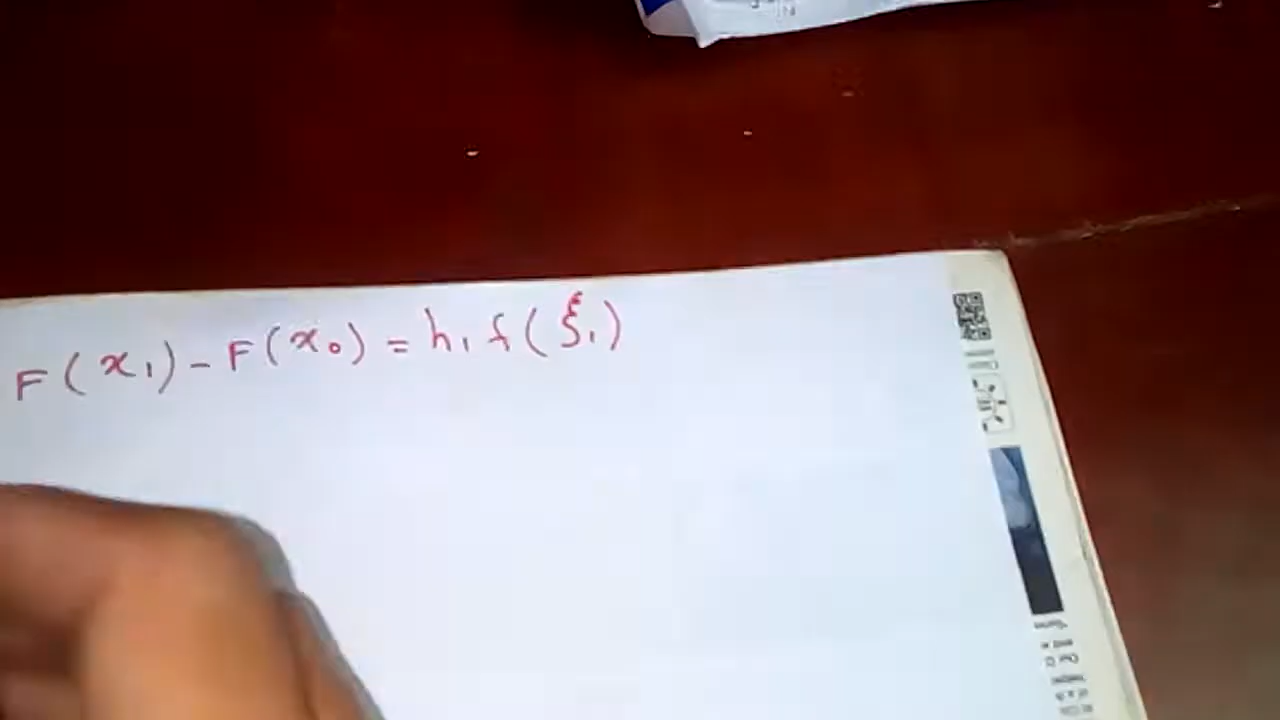 F(x₁) - F(x₀) = h₁ f(ξ₁)